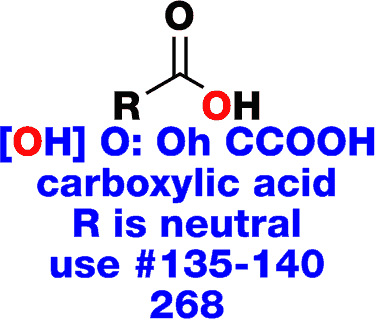 O
R OH
[OH] O: Oh CCOOH
carboxylic acid
R is neutral
use #135-140
268